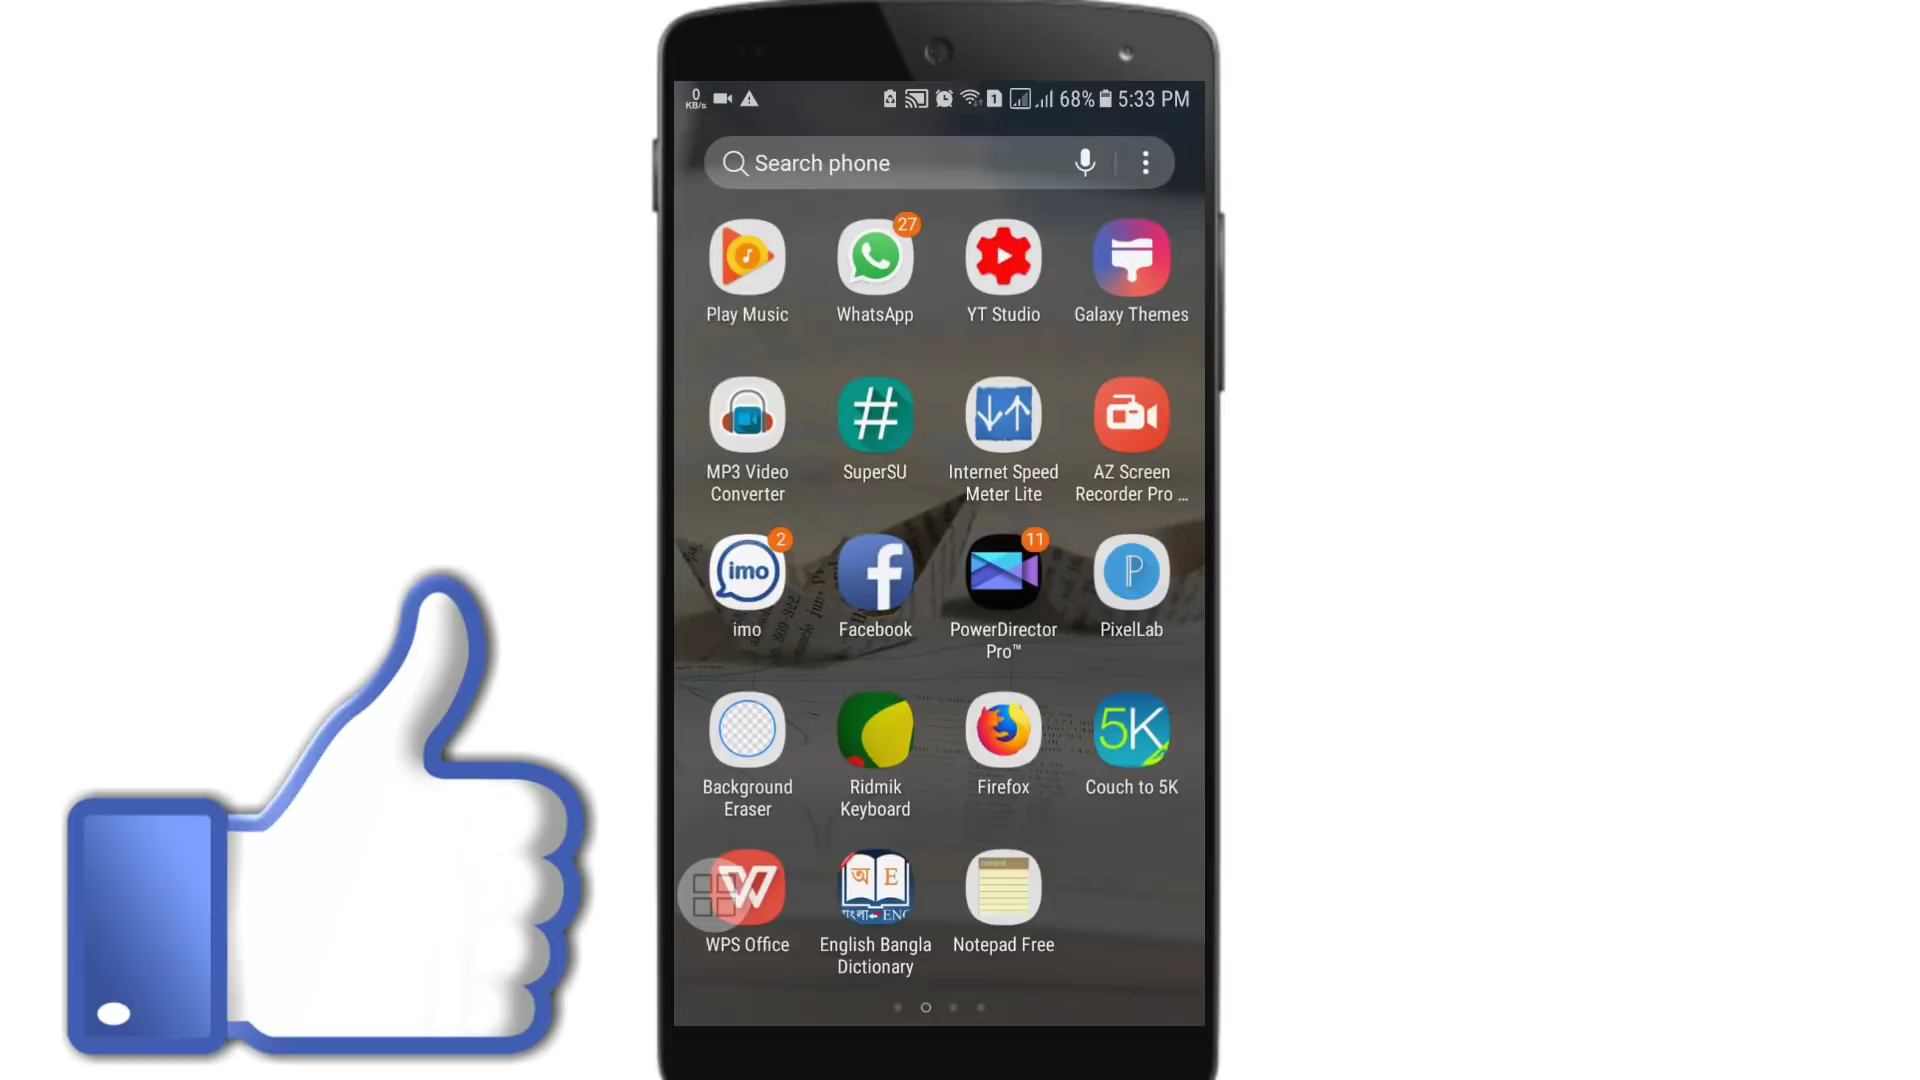 0
KB/s
1
68%
5:33 PM
Search phone
27
Play Music
WhatsApp
YT Studio
Galaxy Themes
MP3 Video
Converter
SuperSU
Internet Speed
Meter Lite
AZ Screen
Recorder Pro ...
2
imo
11
imo
Facebook
PowerDirector
Pro™
PixelLab
5K
Background
Eraser
Ridmik
Keyboard
Firefox
Couch to 5K
W
অ E
WPS Office
English Bangla
Dictionary
Notepad Free